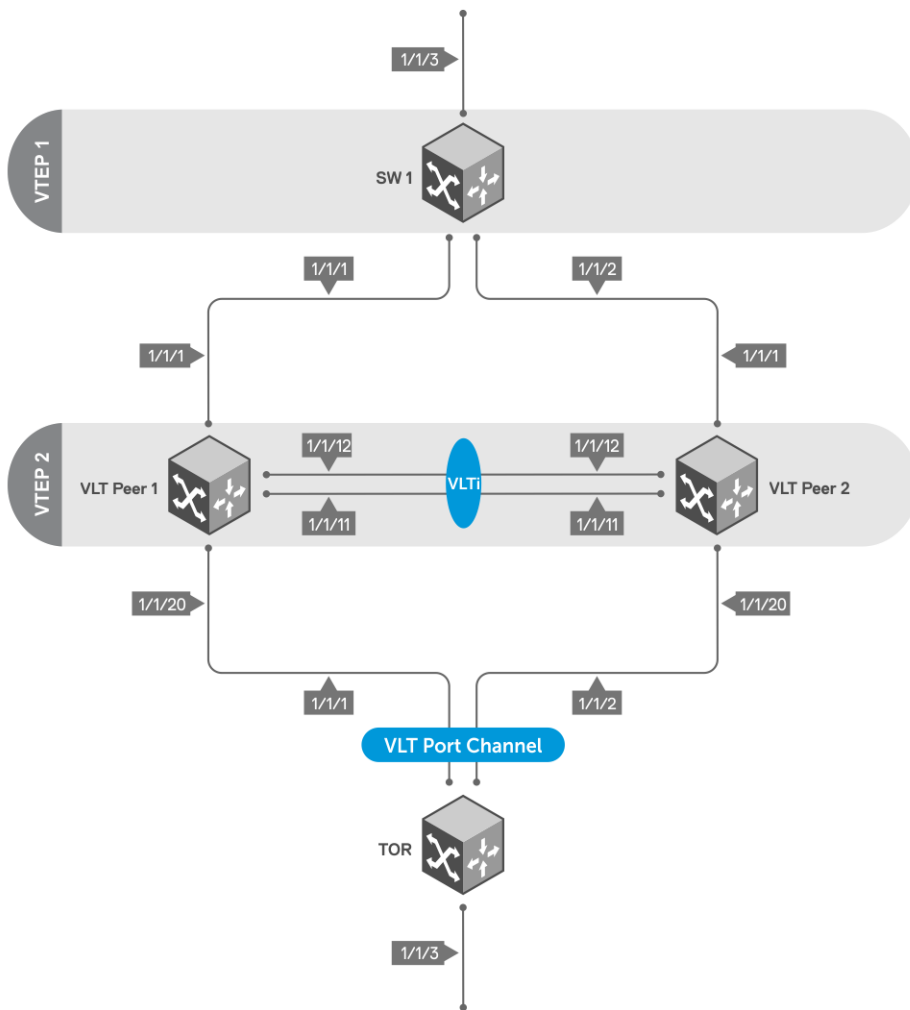 1/1/3
VTEP 1
SW 1
1/1/1
1/1/2
1/1/1
1/1/1
VTEP 2
VLT Peer 1
1/1/12
VLTi
1/1/12
VLT Peer 2
1/1/11
1/1/11
1/1/20
1/1/20
1/1/1
1/1/2
VLT Port Channel
TOR
1/1/3